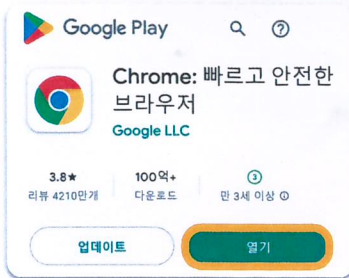 Google Play
Chrome: 빠르고 안전한
브라우저
Google LLC
3.8★
리뷰 4210만개
100억+
다운로드
3
만 3세 이상
업데이트
열기